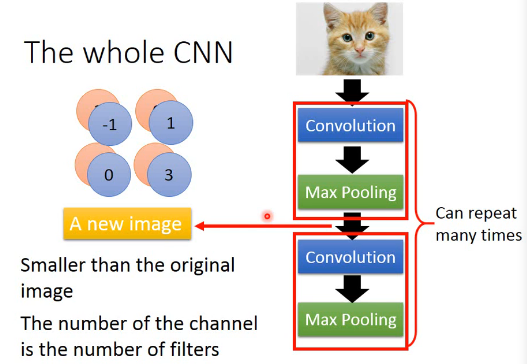 The whole CNN
-1
1
0
3
A new image
Smaller than the original
image
The number of the channel
is the number of filters
Convolution
Max Pooling
Convolution
Max Pooling
Can repeat
many times